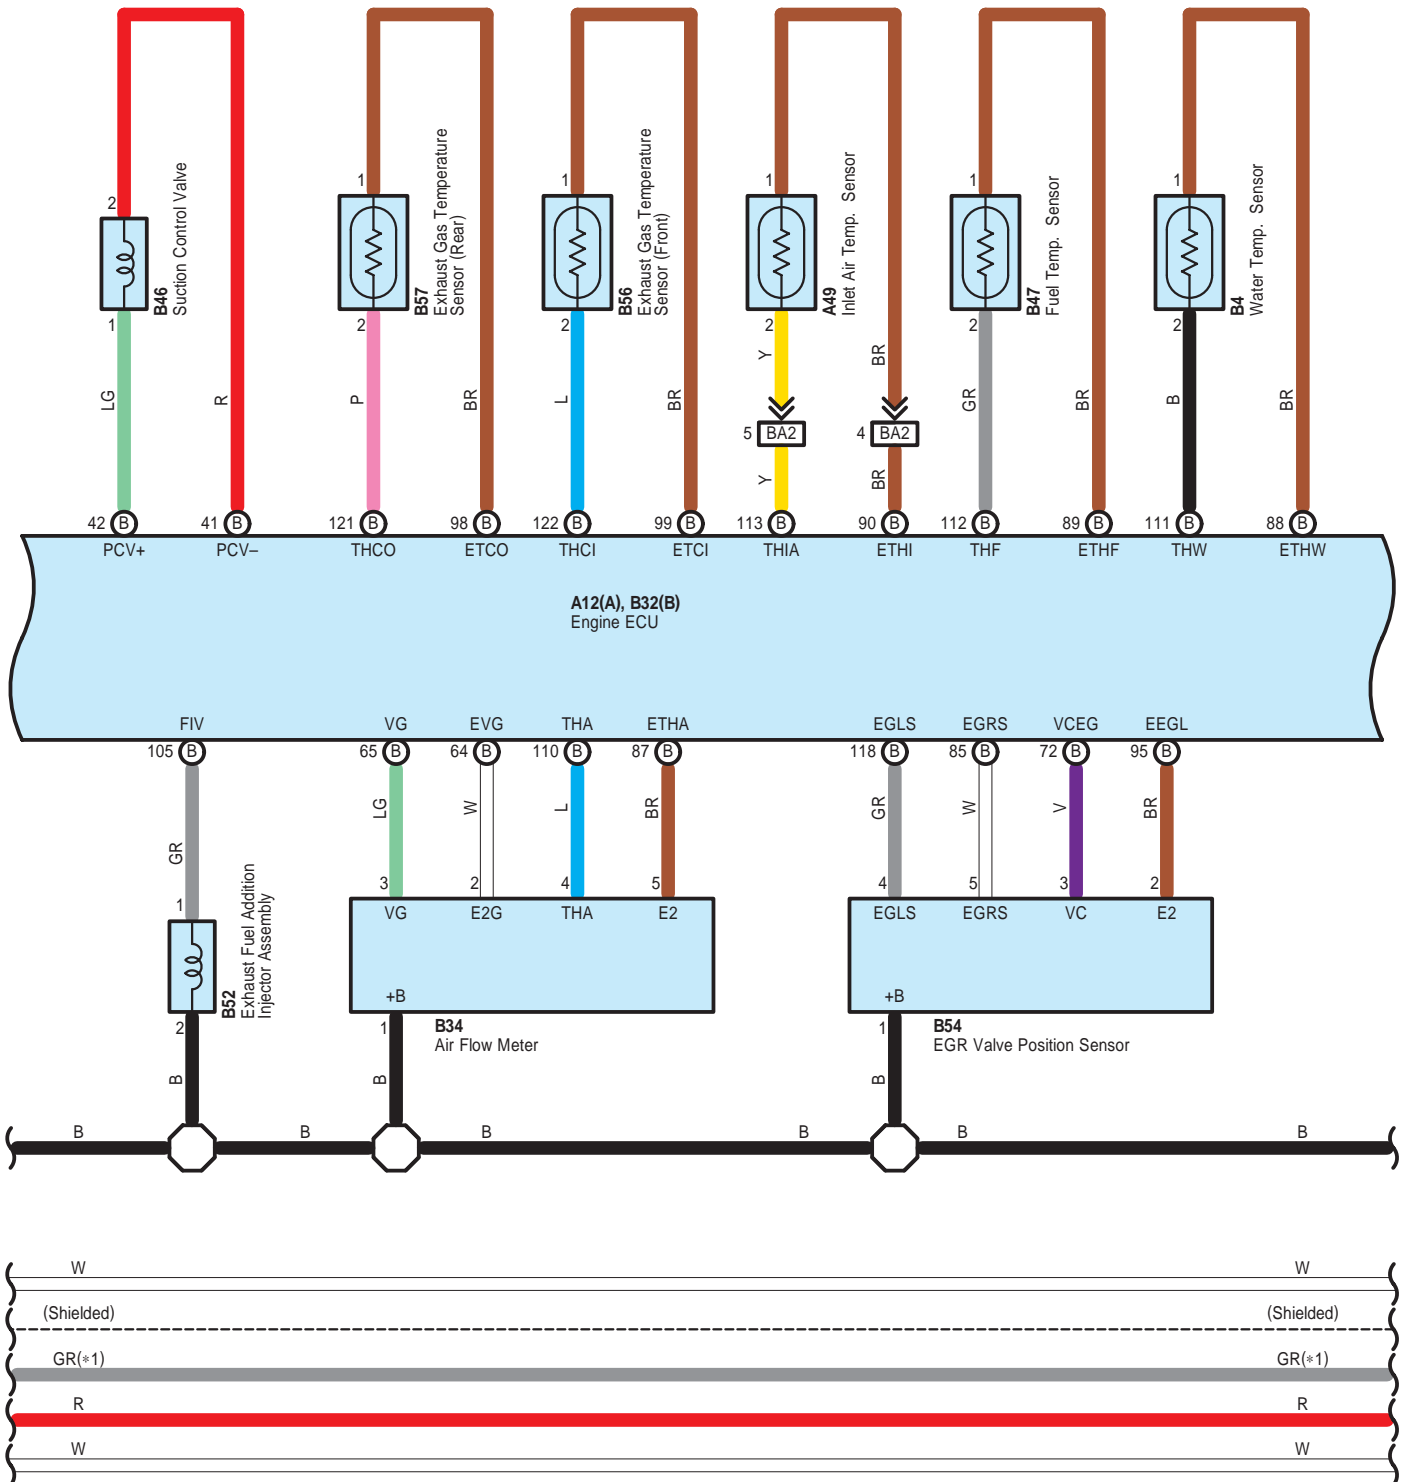 2
1
1
1
1
1
B46
Suction Control Valve
B57
Exhaust Gas Temperature
Sensor (Rear)
B56
Exhaust Gas Temperature
Sensor (Front)
A49
Inlet Air Temp. Sensor
B47
Fuel Temp. Sensor
B4
Water Temp. Sensor
1
2
2
2
2
2
LG
R
P
BR
L
BR
Y
BR
GR
BR
B
BR
5 BA2
4 BA2
Y
BR
42 B
41 B
121 B
98 B
122 B
99 B
113 B
90 B
112 B
89 B
111 B
88 B
PCV+
PCV–
THCO
ETCO
THCI
ETCI
THIA
ETHI
THF
ETHF
THW
ETHW
A12(A), B32(B)
Engine ECU
FIV
VG
EVG
THA
ETHA
EGLS
EGRS
VCEG
EEGL
105 B
65 B
64 B
110 B
87 B
118 B
85 B
72 B
95 B
GR
LG
W
L
BR
GR
W
V
BR
1
3
2
4
5
4
5
3
2
VG
E2G
THA
E2
EGLS
EGRS
VC
E2
B52
Exhaust Fuel Addition
Injector Assembly
+B
+B
2
1
1
B34
Air Flow Meter
B54
EGR Valve Position Sensor
B
B
B
B
B
B
B
B
B
W
W
(Shielded)
(Shielded)
GR(∗1)
GR(∗1)
R
R
W
W